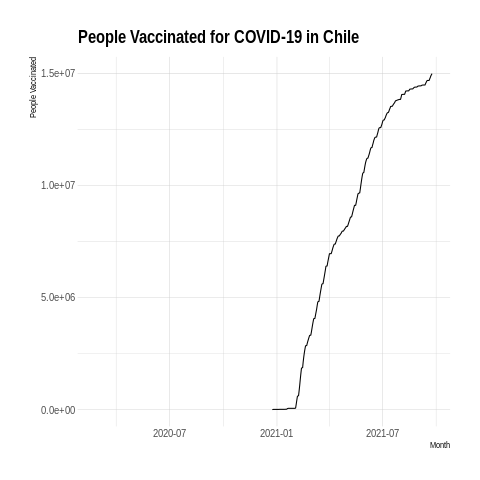 People Vaccinated for COVID-19 in Chile
People Vaccinated
1.5e+07
1.0e+07
5.0e+06
0.0e+00
2020-07
2021-01
2021-07
Month